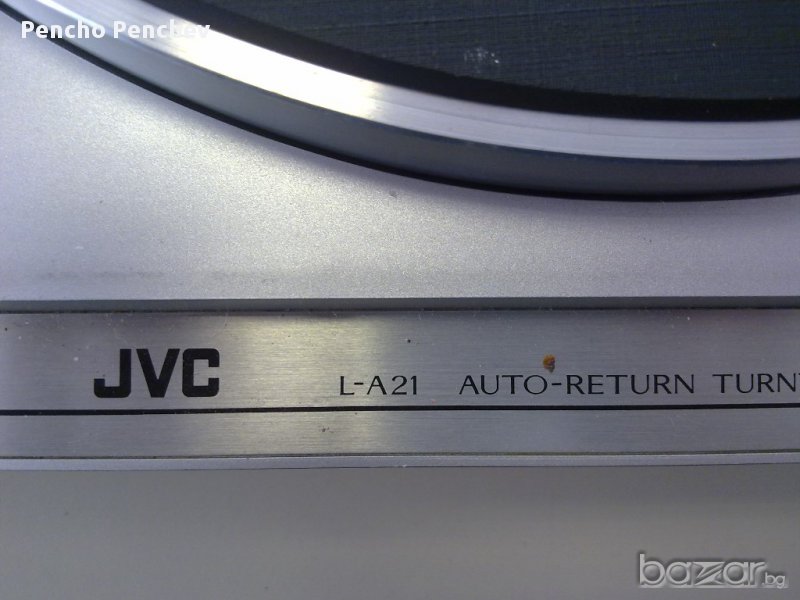 Pencho Penchev
JVC L-A21 AUTO-RETURN TURN
bazar.bg